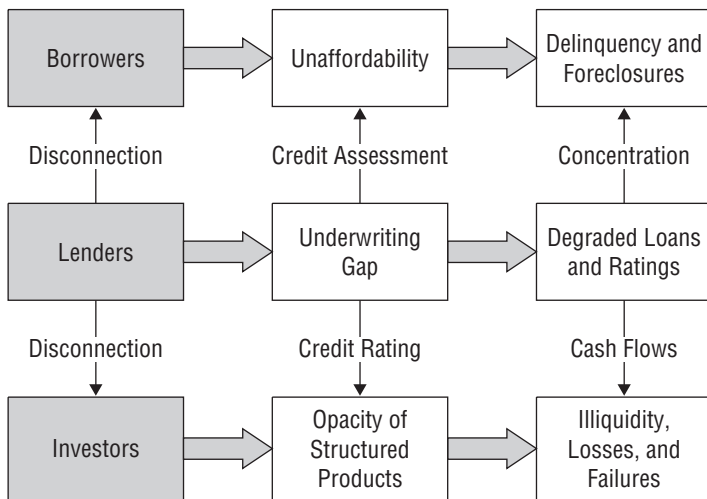 Borrowers
Unaffordability
Delinquency and
Foreclosures
Disconnection
Credit Assessment
Concentration
Lenders
Underwriting
Gap
Degraded Loans
and Ratings
Disconnection
Credit Rating
Cash Flows
Investors
Opacity of
Structured
Products
Illiquidity,
Losses, and
Failures